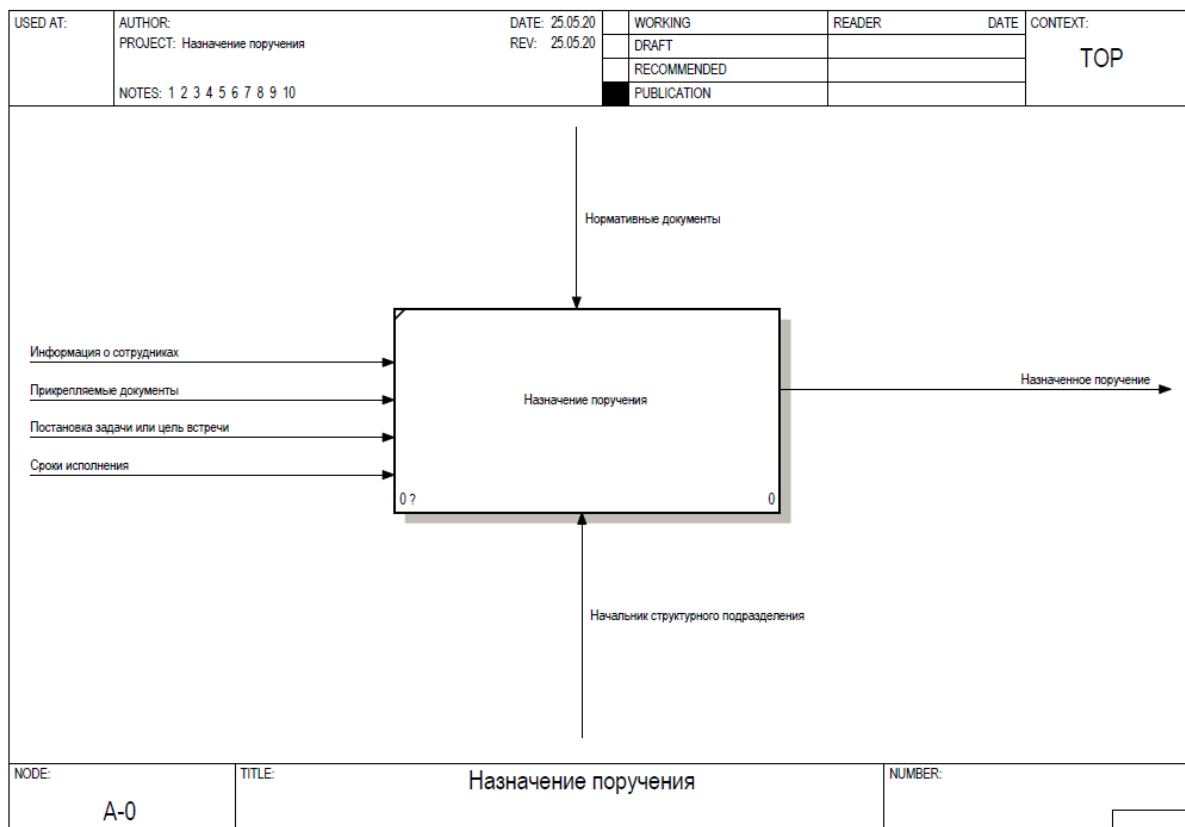 USED AT:
AUTHOR:
DATE: 25.05.20
PROJECT: Назначение поручения
REV: 25.05.20
NOTES: 1 2 3 4 5 6 7 8 9 10
WORKING
DRAFT
RECOMMENDED
PUBLICATION
READER DATE
CONTEXT:
TOP
Нормативные документы
Информация о сотрудниках
Прикрепляемые документы
Постановка задачи или цель встречи
Сроки исполнения
Назначение поручения
0 ?
0
Назначенное поручение
Начальник структурного подразделения
NODE:
A-0
TITLE:
Назначение поручения
NUMBER: